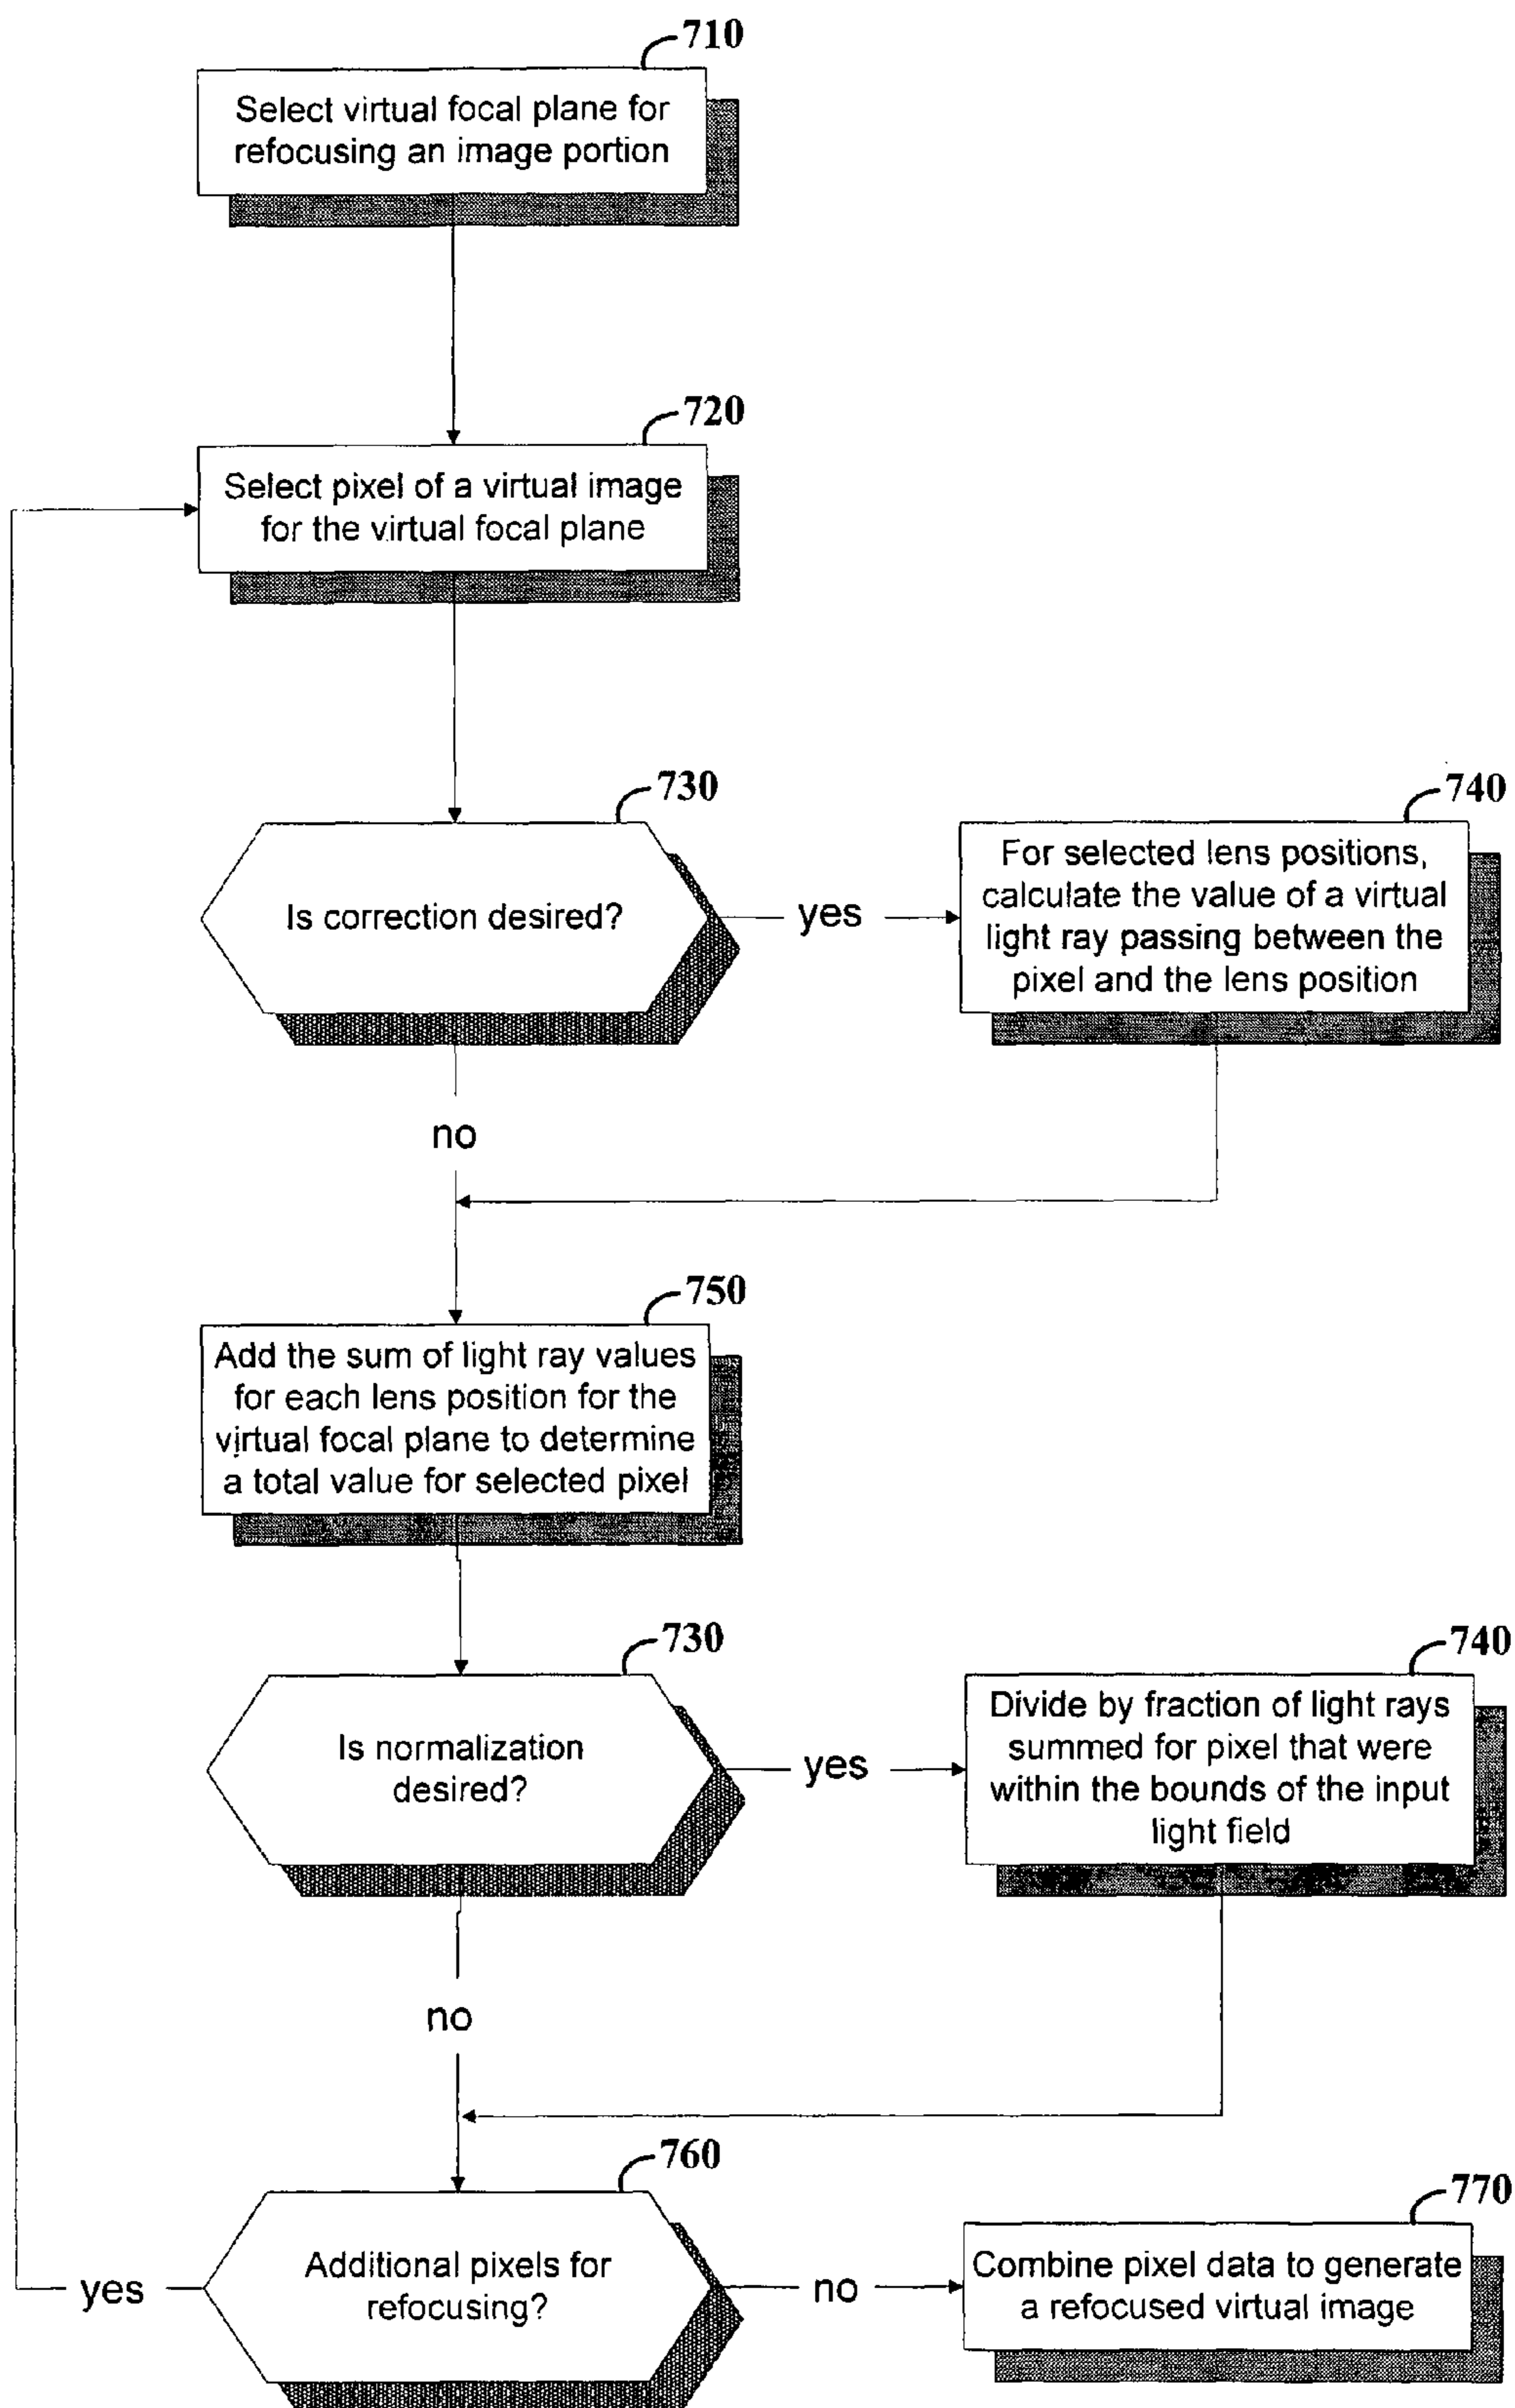 710
Select virtual focal plane for
refocusing an image portion
720
Select pixel of a virtual image
for the virtual focal plane
730
Is correction desired?
yes
740
For selected lens positions,
calculate the value of a virtual
light ray passing between the
pixel and the lens position
no
750
Add the sum of light ray values
for each lens position for the
virtual focal plane to determine
a total value for selected pixel
730
Is normalization
desired?
yes
740
Divide by fraction of light rays
summed for pixel that were
within the bounds of the input
light field
no
760
Additional pixels for
refocusing?
yes
no
770
Combine pixel data to generate
a refocused virtual image